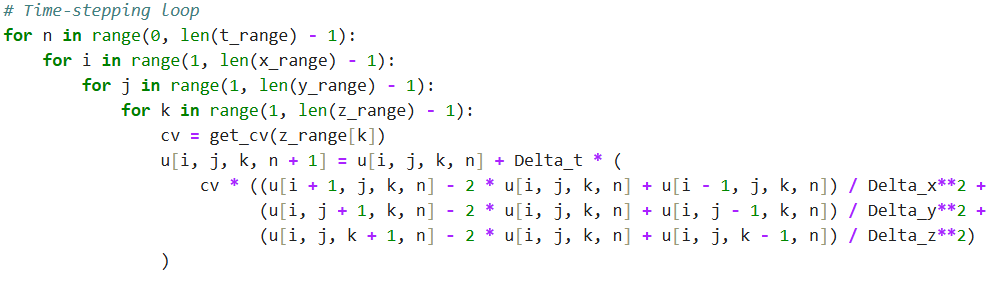 # Time-stepping loop
for n in range(0, len(t_range) - 1):
    for i in range(1, len(x_range) - 1):
        for j in range(1, len(y_range) - 1):
            for k in range(1, len(z_range) - 1):
                cv = get_cv(z_range[k])
                u[i, j, k, n + 1] = u[i, j, k, n] + Delta_t * (
                    cv * ((u[i + 1, j, k, n] - 2 * u[i, j, k, n] + u[i - 1, j, k, n]) / Delta_x**2 +
                          (u[i, j + 1, k, n] - 2 * u[i, j, k, n] + u[i, j - 1, k, n]) / Delta_y**2 +
                          (u[i, j, k + 1, n] - 2 * u[i, j, k, n] + u[i, j, k - 1, n]) / Delta_z**2)
                )